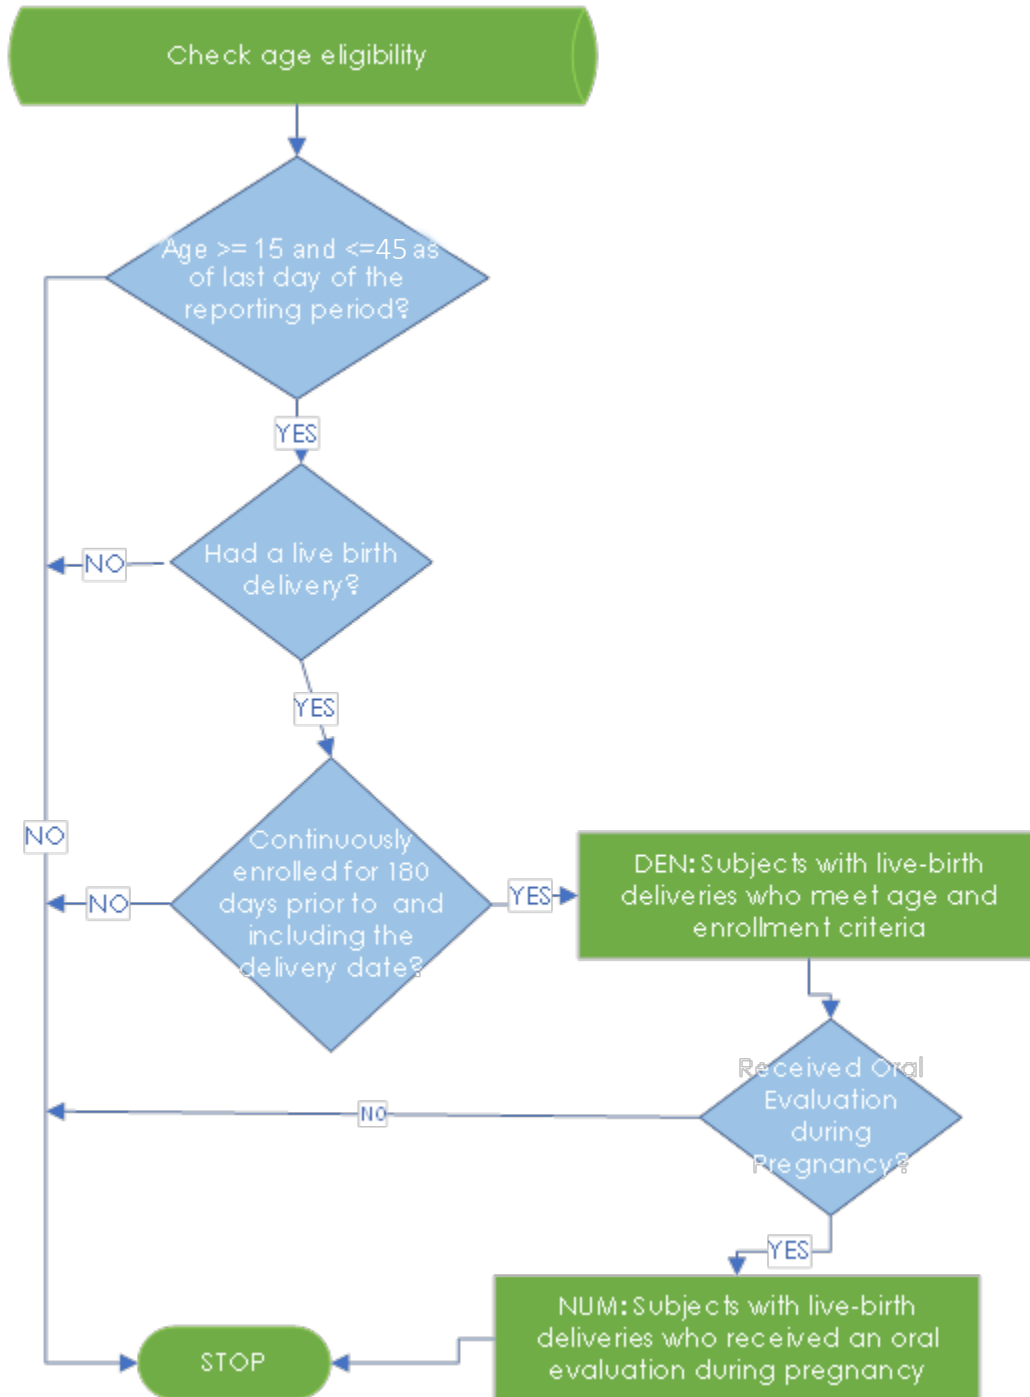 Check age eligibility
Age >= 15 and <=45 as
of last day of the
reporting period?
YES
Had a live birth
delivery?
NO
YES
NO
Continuously
enrolled for 180
days prior to and
including the
delivery date?
NO
YES
DEN: Subjects with live-birth
deliveries who meet age and
enrollment criteria
Received Oral
Evaluation
during
Pregnancy?
NO
YES
NUM: Subjects with live-birth
deliveries who received an oral
evaluation during pregnancy
STOP